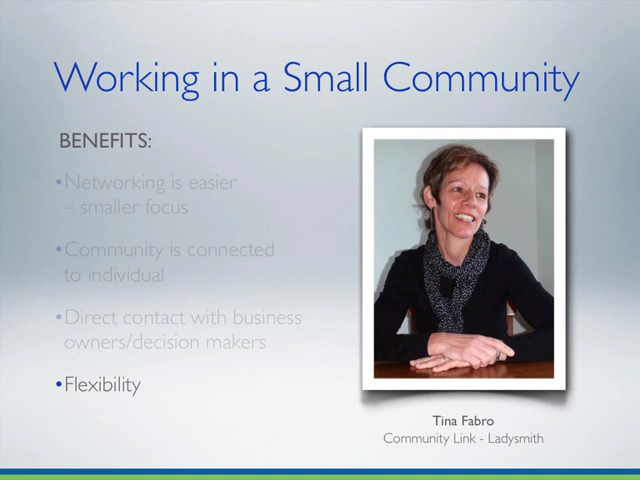 Working in a Small Community
BENEFITS:
•Networking is easier
– smaller focus
•Community is connected
to individual
•Direct contact with business
owners/decision makers
•Flexibility
Tina Fabro
Community Link - Ladysmith